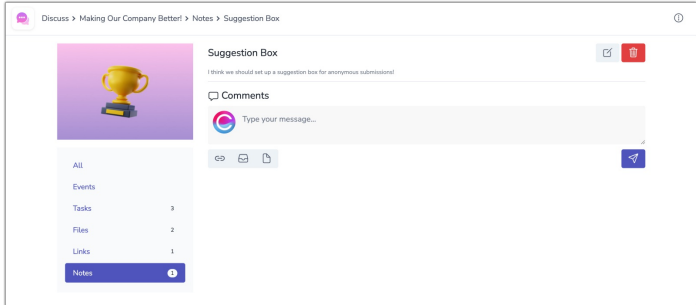 Discuss > Making Our Company Better! > Notes > Suggestion Box
Suggestion Box
I think we should set up a suggestion box for anonymous submissions!
Comments
Type your message...
All
Events
Tasks 3
Files 2
Links 1
Notes 1